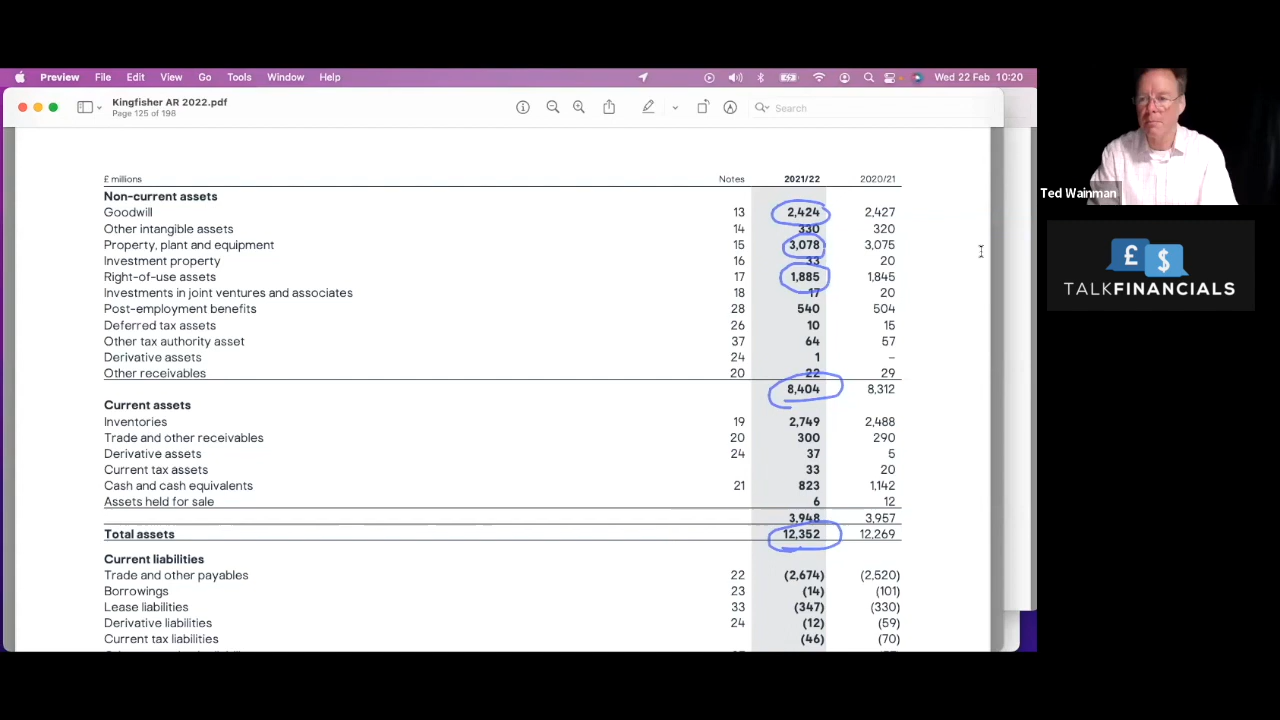 Preview File Edit View Go Tools Window Help Wed 22 Feb 10:20
Kingfisher AR 2022.pdf
Page 125 of 198
Search
£ millions Notes 2021/22 2020/21
Non-current assets
Goodwill 13 2,424 2,427
Other intangible assets 14 330 320
Property, plant and equipment 15 3,078 3,075
Investment property 16 33 20
Right-of-use assets 17 1,885 1,845
Investments in joint ventures and associates 18 17 20
Post-employment benefits 28 540 504
Deferred tax assets 26 10 15
Other tax authority asset 37 64 57
Derivative assets 24 1 –
Other receivables 20 22 29
8,404 8,312
Current assets
Inventories 19 2,749 2,488
Trade and other receivables 20 300 290
Derivative assets 24 37 5
Current tax assets 33 20
Cash and cash equivalents 21 823 1,142
Assets held for sale 6 12
3,948 3,957
Total assets 12,352 12,269
Current liabilities
Trade and other payables 22 (2,674) (2,520)
Borrowings 23 (14) (101)
Lease liabilities 33 (347) (330)
Derivative liabilities 24 (12) (59)
Current tax liabilities (46) (70)
Ted Wainman
£ $
TALKFINANCIALS